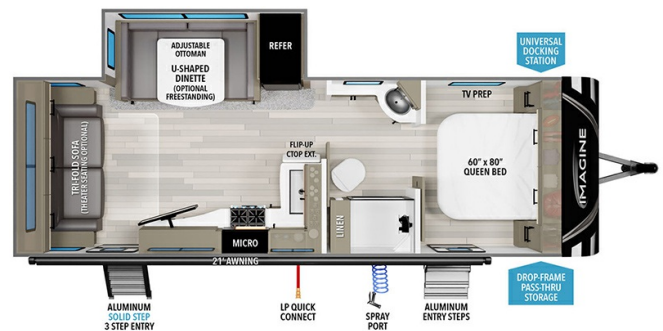 ADJUSTABLE
OTTOMAN
U-SHAPED
DINETTE
(OPTIONAL
FREESTANDING)
REFER
UNIVERSAL
DOCKING
STATION
TV PREP
TRI-FOLD SOFA
(THEATER SEATING OPTIONAL)
FLIP-UP
CTOP EXT.
60" x 80"
QUEEN BED
IMAGINE
LINEN
MICRO
21' AWNING
ALUMINUM
SOLID STEP
3 STEP ENTRY
LP QUICK
CONNECT
SPRAY
PORT
ALUMINUM
ENTRY STEPS
DROP-FRAME
PASS-THRU
STORAGE